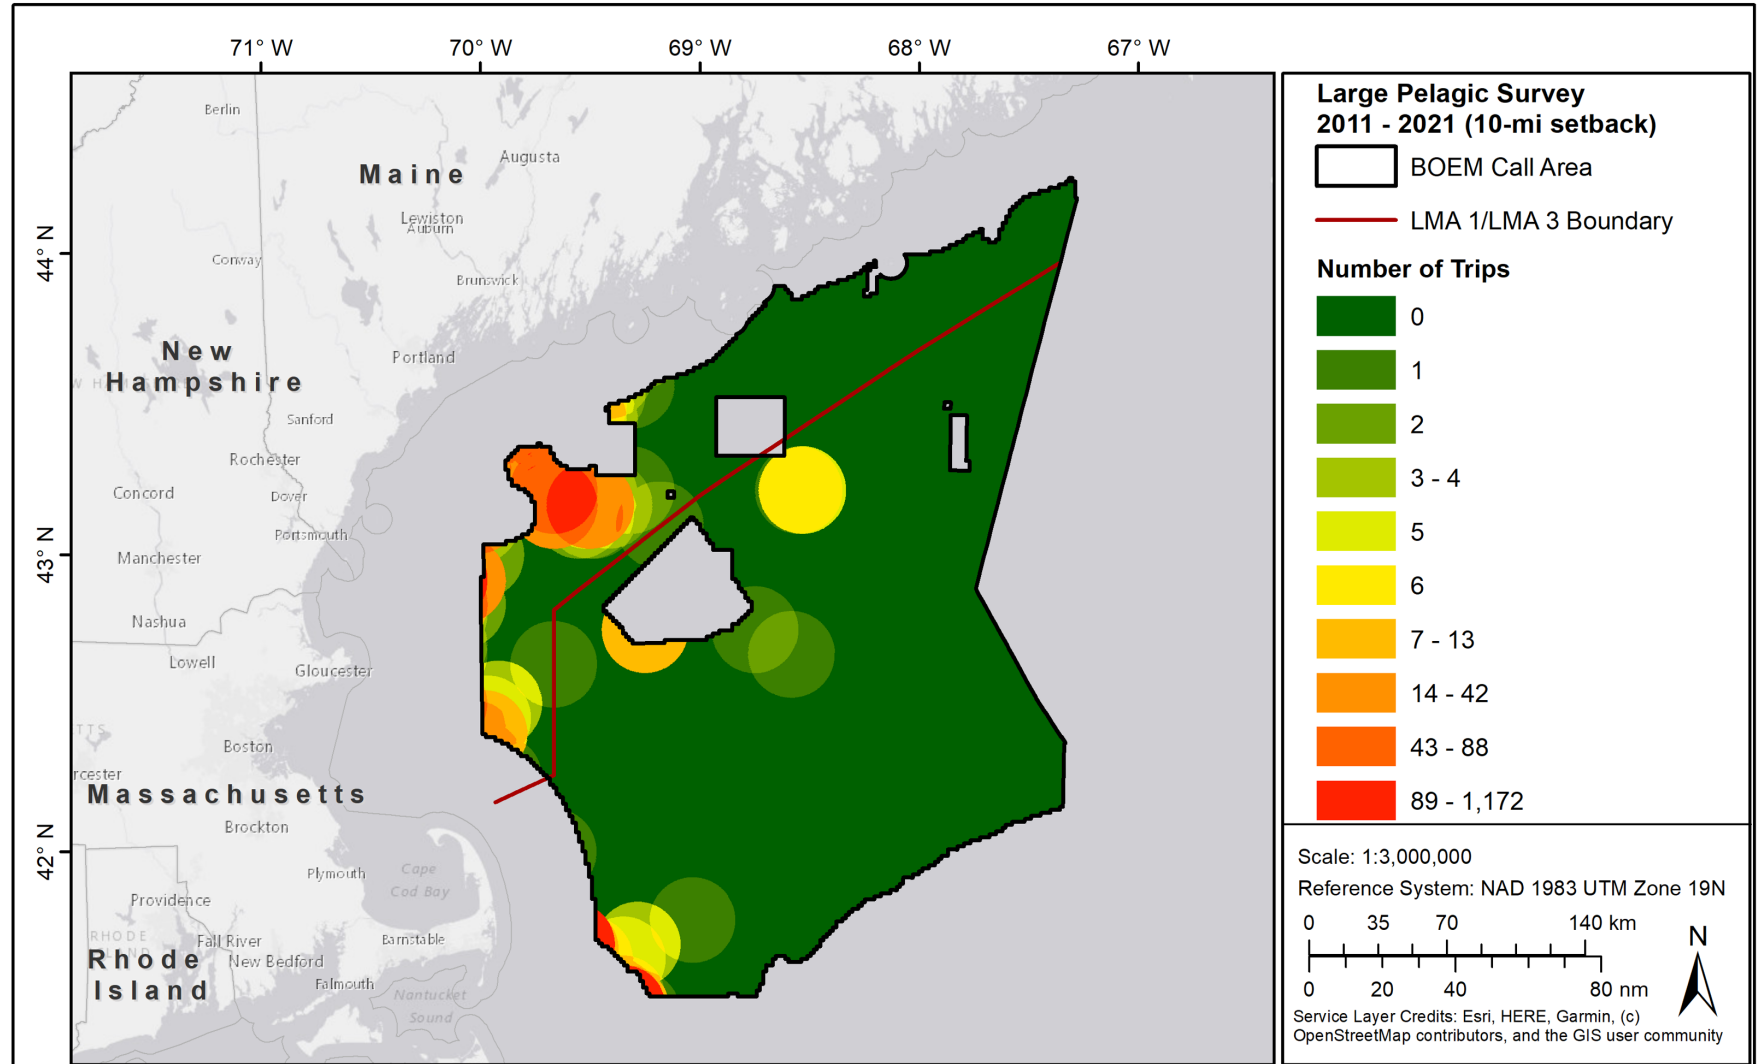 71° W 70° W 69° W 68° W 67° W
44° N
43° N
42° N
Berlin
Augusta
Maine
Lewiston
Auburn
Conway
Brunswick
New
Hampshire
Portland
Sanford
Rochester
Concord
Dover
Portsmouth
Manchester
Nashua
Lowell
Gloucester
TTS
Boston
rcester
Massachusetts
Brockton
Cape
Cod Bay
Plymouth
Providence
RHODE
Fall River
Barnstable
Rhode
Island
New Bedford
Falmouth
Nantucket
Sound
Large Pelagic Survey
2011 - 2021 (10-mi setback)
BOEM Call Area
LMA 1/LMA 3 Boundary
Number of Trips
0
1
2
3 - 4
5
6
7 - 13
14 - 42
43 - 88
89 - 1,172
Scale: 1:3,000,000
Reference System: NAD 1983 UTM Zone 19N
0 35 70 140 km
0 20 40 80 nm
N
Service Layer Credits: Esri, HERE, Garmin, (c)
OpenStreetMap contributors, and the GIS user community